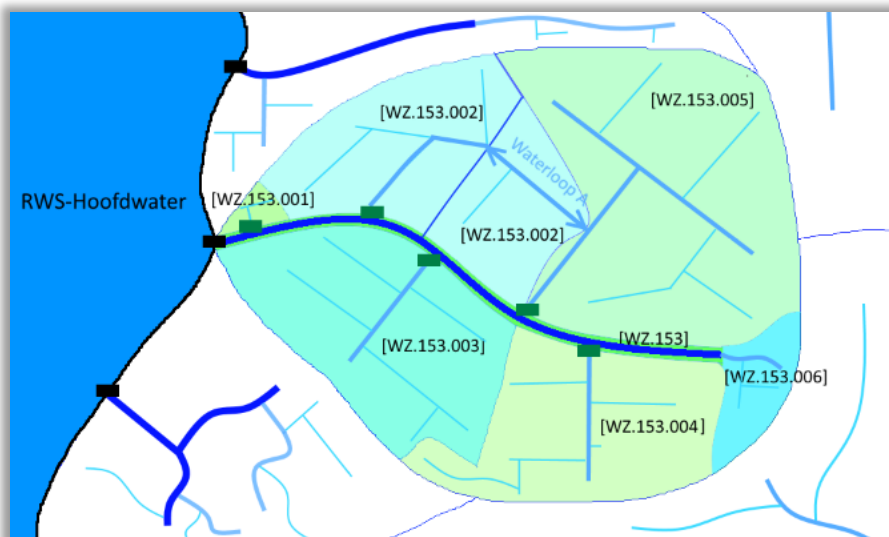 [WZ.153.002]
[WZ.153.005]
Waterloop A
RWS-Hoofdwater
[WZ.153.001]
[WZ.153.002]
[WZ.153.003]
[WZ.153]
[WZ.153.006]
[WZ.153.004]